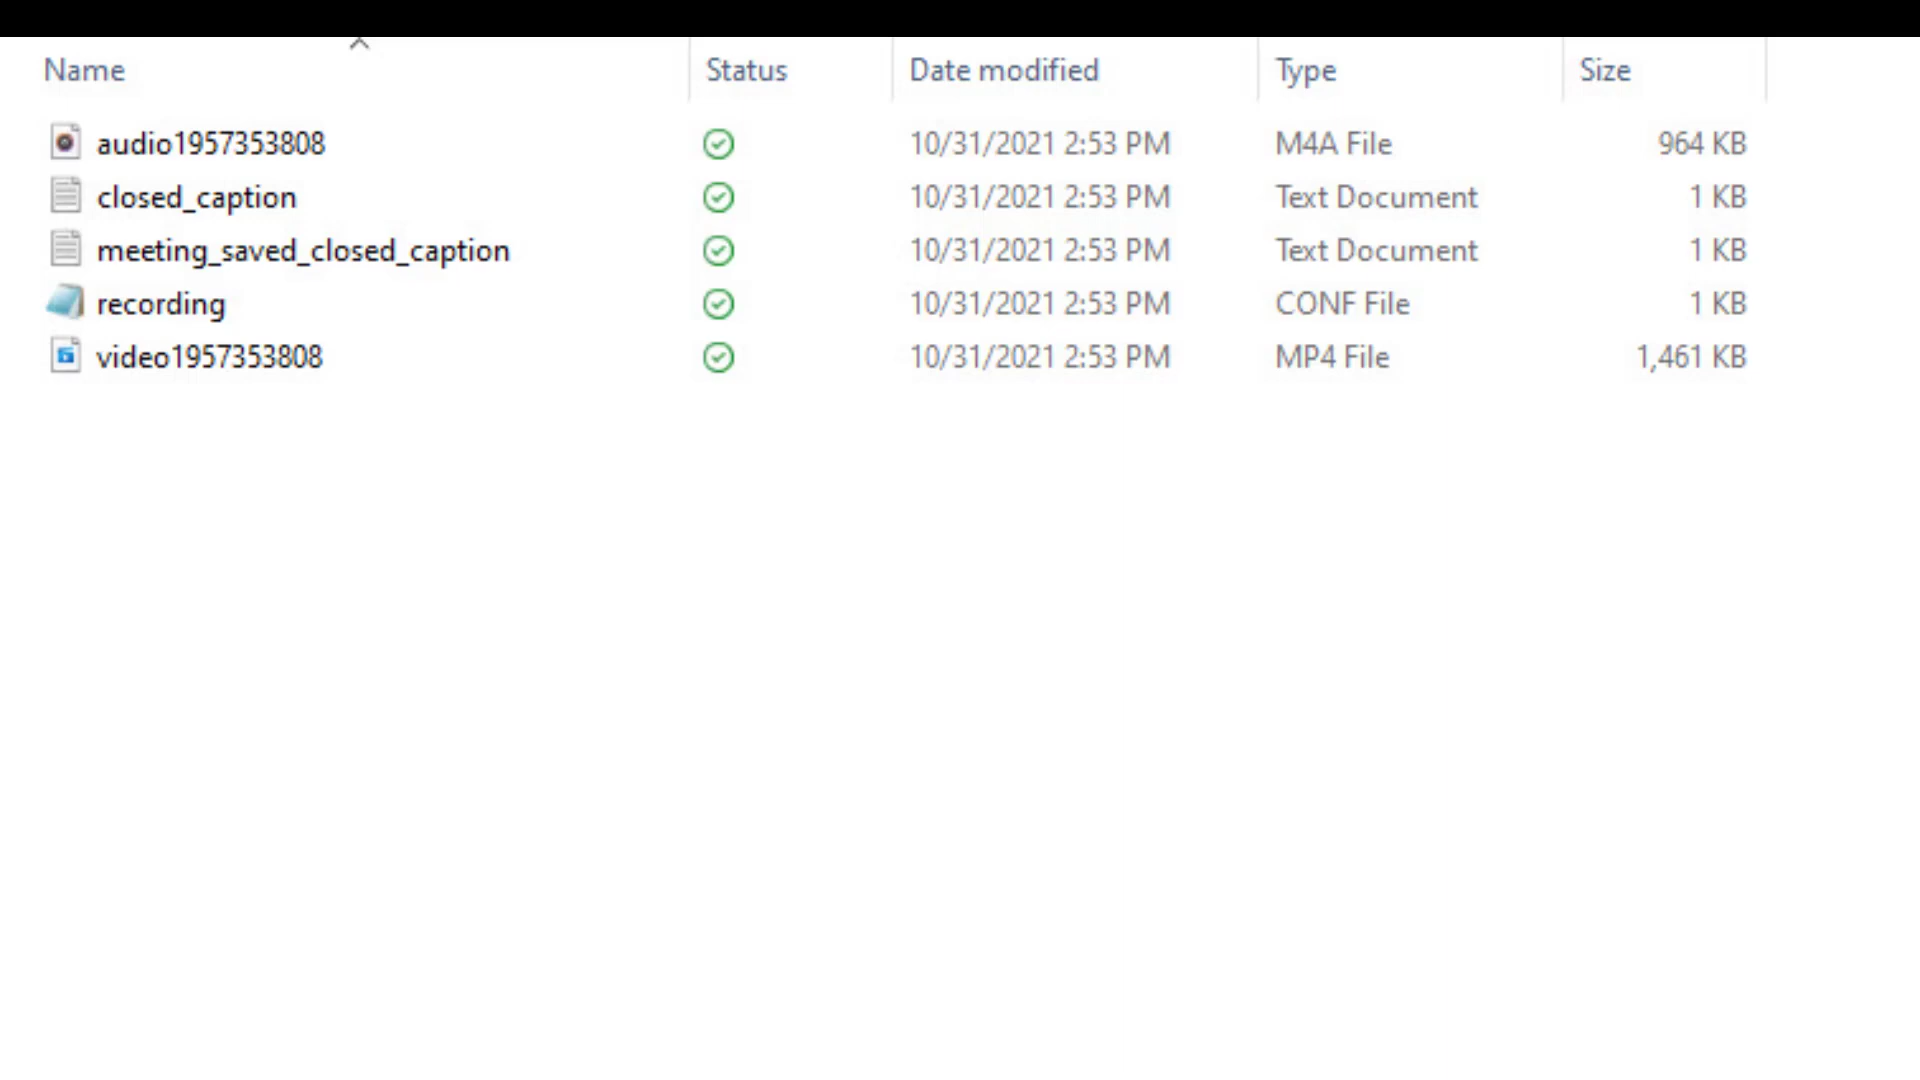 Name Status Date modified Type Size
audio1957353808 10/31/2021 2:53 PM M4A File 964 KB
closed_caption 10/31/2021 2:53 PM Text Document 1 KB
meeting_saved_closed_caption 10/31/2021 2:53 PM Text Document 1 KB
recording 10/31/2021 2:53 PM CONF File 1 KB
video1957353808 10/31/2021 2:53 PM MP4 File 1,461 KB